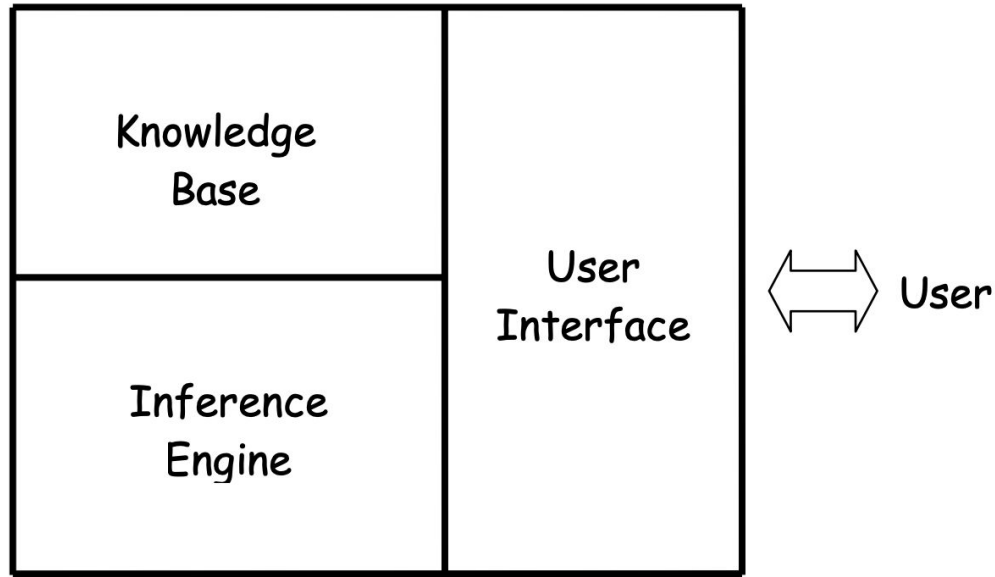 Knowledge
Base
Inference
Engine
User
Interface
User